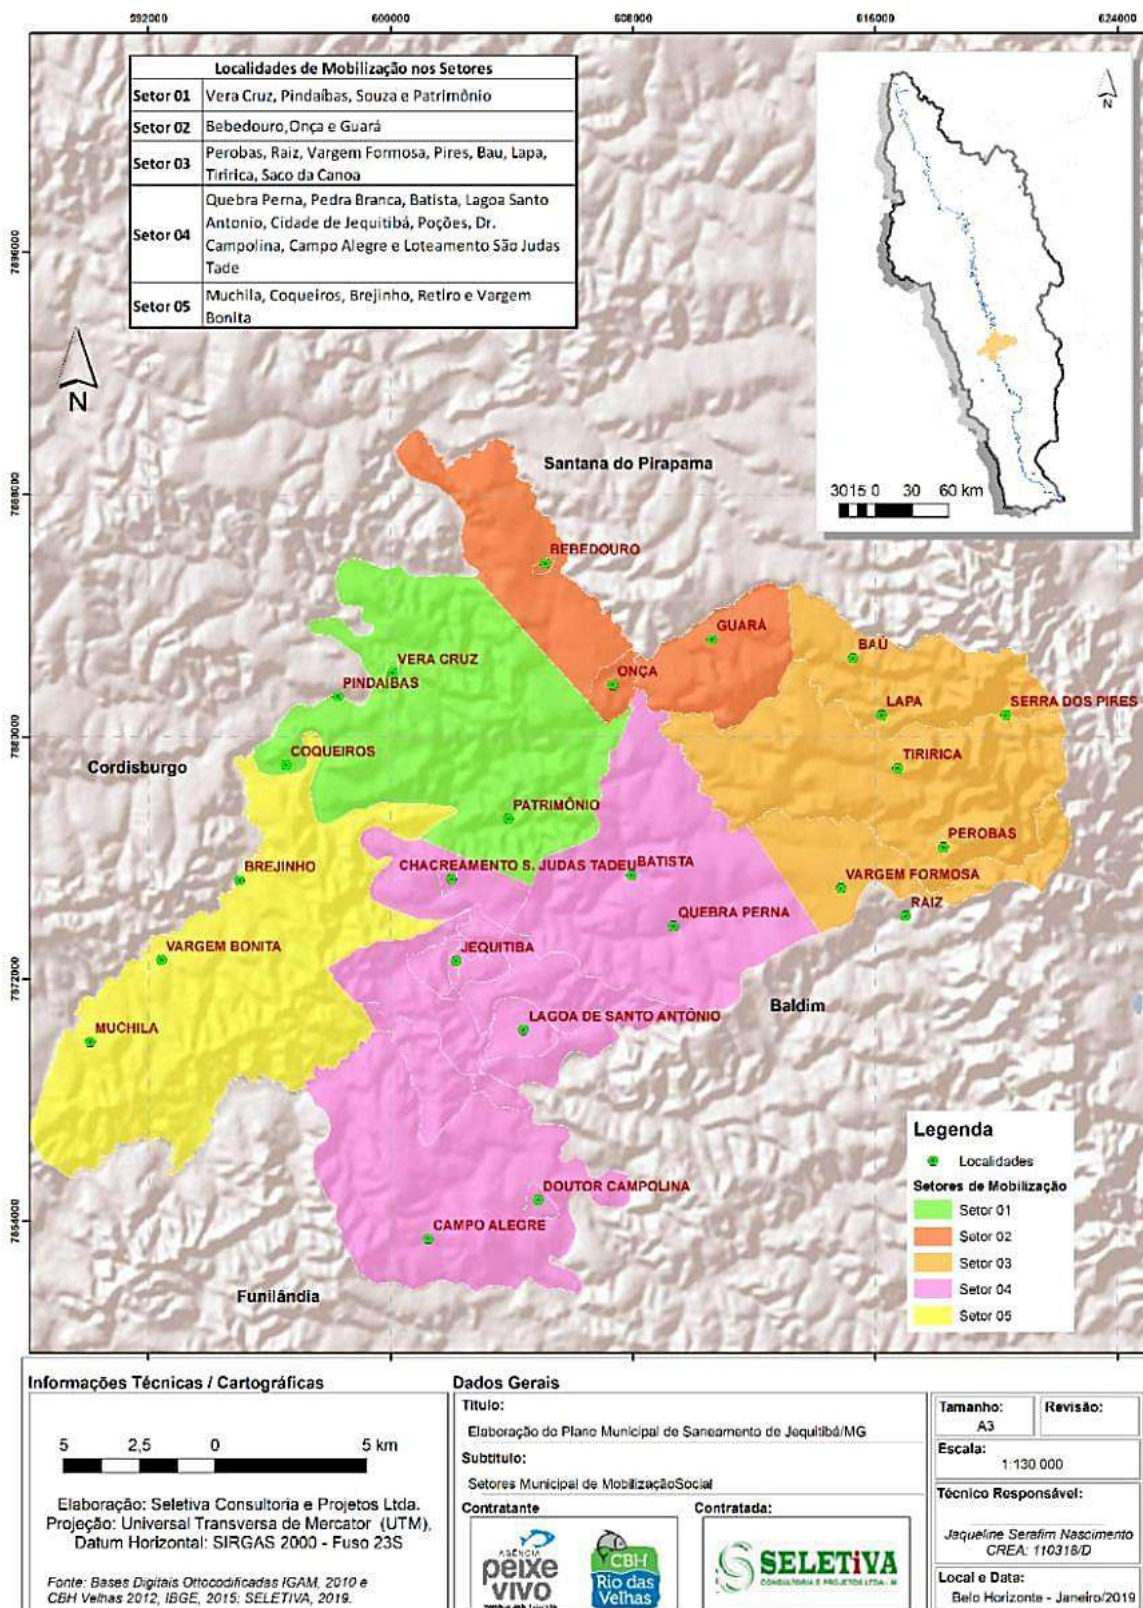 592000 600000 608000 616000 624000
Localidades de Mobilização nos Setores
Setor 01 Vera Cruz, Pindaíbas, Souza e Patrimônio
Setor 02 Bebedouro,Onça e Guará
Setor 03 Perobas, Raiz, Vargem Formosa, Pires, Bau, Lapa,
Tiririca, Saco da Canoa
Setor 04 Quebra Perna, Pedra Branca, Batista, Lagoa Santo
Antonio, Cidade de Jequitibá, Poções, Dr.
Campolina, Campo Alegre e Loteamento São Judas
Tade
Setor 05 Muchila, Coqueiros, Brejinho, Retiro e Vargem
Bonita
N
N
3015 0 30 60 km
7896000
7888000
7880000
7872000
7864000
Santana do Pirapama
BEBEDOURO
GUARÁ
BAÚ
ONÇA
VERA CRUZ
PINDAÍBAS
LAPA
SERRA DOS PIRES
COQUEIROS
Cordisburgo
TIRIRICA
PATRIMÔNIO
PEROBAS
BREJINHO
CHACREAMENTO S. JUDAS TADEU
BATISTA
VARGEM FORMOSA
RAIZ
QUEBRA PERNA
VARGEM BONITA
JEQUITIBA
Baldim
MUCHILA
LAGOA DE SANTO ANTÔNIO
DOUTOR CAMPOLINA
CAMPO ALEGRE
Funilândia
Legenda
Localidades
Setores de Mobilização
Setor 01
Setor 02
Setor 03
Setor 04
Setor 05
Informações Técnicas / Cartográficas
5 2,5 0 5 km
Elaboração: Seletiva Consultoria e Projetos Ltda.
Projeção: Universal Transversa de Mercator (UTM),
Datum Horizontal: SIRGAS 2000 - Fuso 23S
Fonte: Bases Digitais Ottocodificadas IGAM, 2010 e
CBH Velhas 2012, IBGE, 2015; SELETIVA, 2019.
Dados Gerais
Título:
Elaboração do Plano Municipal de Saneamento de Jequitibá/MG
Subtítulo:
Setores Municipal de MobilizaçãoSocial
Contratante
Contratada:
AGÊNCIA
peixe
vivo
CBH
Rio das
Velhas
SELETiVA
CONSULTORIA E PROJETOS LTDA - M
Tamanho:
A3
Revisão:
Escala:
1:130.000
Técnico Responsável:
Jaqueline Serafim Nascimento
CREA: 110318/D
Local e Data:
Belo Horizonte - Janeiro/2019